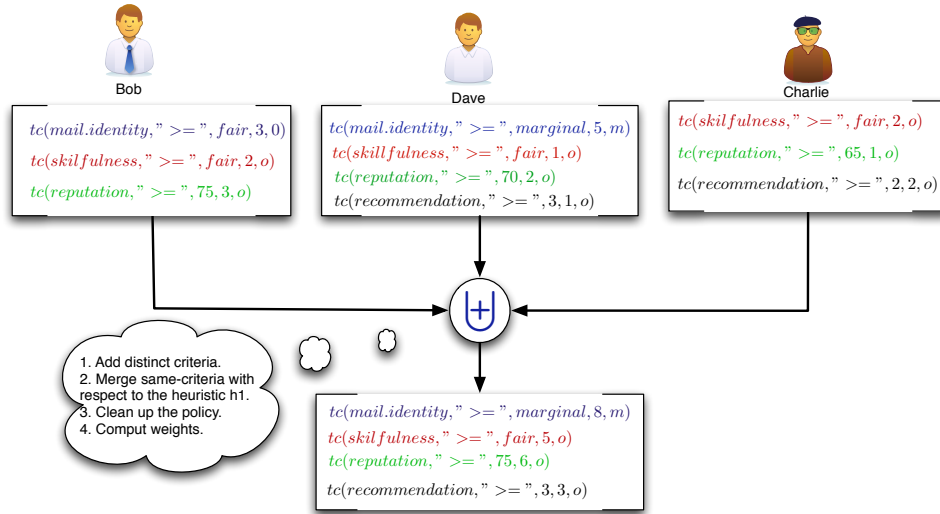 Bob
tc(mail.identity, ” >= ”, fair, 3, 0)
tc(skilfulness, ” >= ”, fair, 2, o)
tc(reputation, ” >= ”, 75, 3, o)
Dave
tc(mail.identity, ” >= ”, marginal, 5, m)
tc(skillfulness, ” >= ”, fair, 1, o)
tc(reputation, ” >= ”, 70, 2, o)
tc(recommendation, ” >= ”, 3, 1, o)
Charlie
tc(skilfulness, ” >= ”, fair, 2, o)
tc(reputation, ” >= ”, 65, 1, o)
tc(recommendation, ” >= ”, 2, 2, o)
⊎
1. Add distinct criteria.
2. Merge same-criteria with
respect to the heuristic h1.
3. Clean up the policy.
4. Comput weights.
tc(mail.identity, ” >= ”, marginal, 8, m)
tc(skilfulness, ” >= ”, fair, 5, o)
tc(reputation, ” >= ”, 75, 6, o)
tc(recommendation, ” >= ”, 3, 3, o)